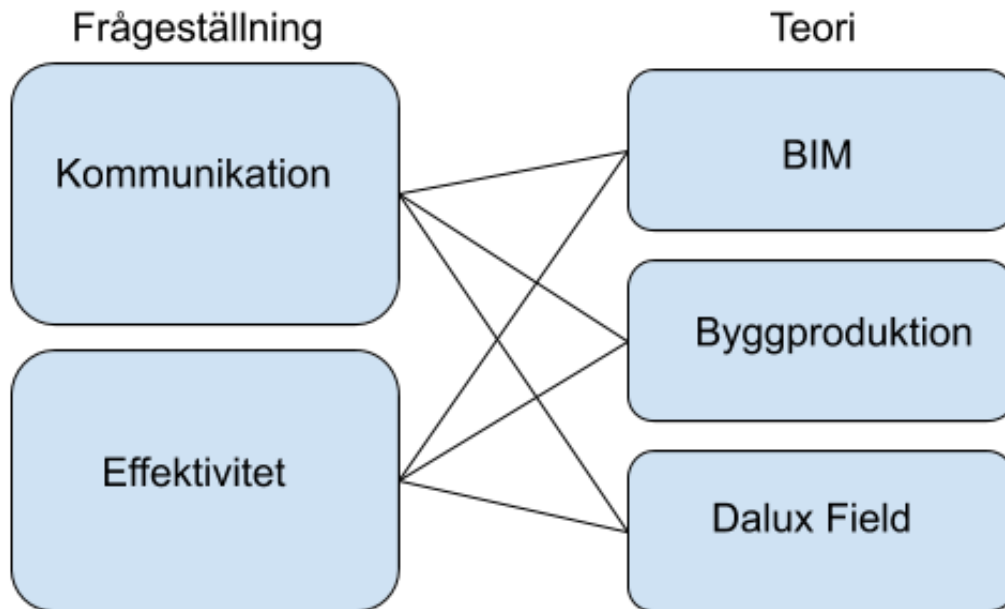 Frågeställning
Teori
Kommunikation
BIM
Byggproduktion
Effektivitet
Dalux Field